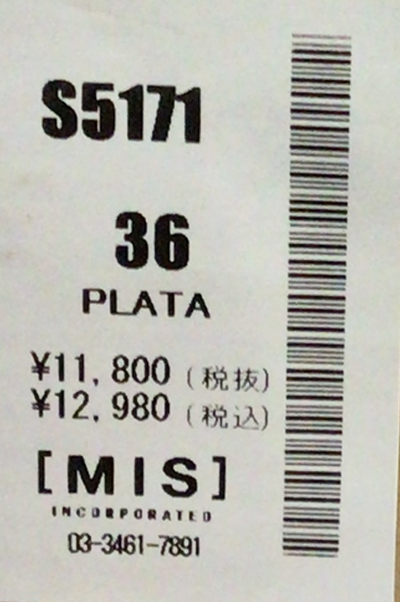 S5171
36
PLATA
¥11,800 (税抜)
¥12,980 (税込)
[MIS]
INCORPORATED
03-3461-7891